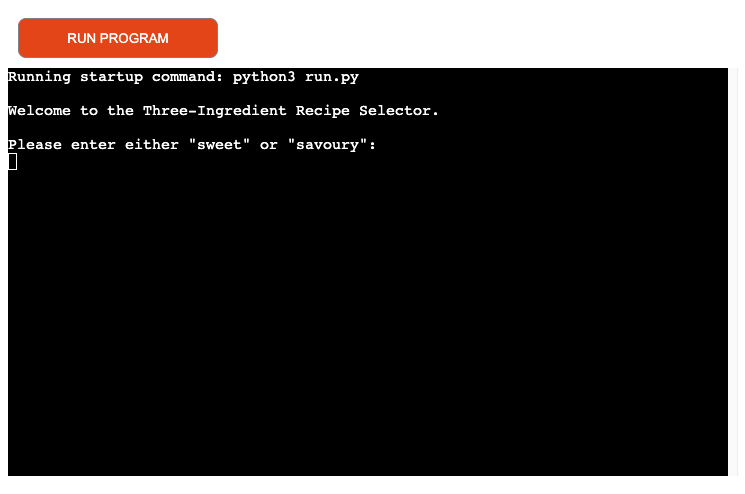 RUN PROGRAM
Running startup command: python3 run.py
Welcome to the Three-Ingredient Recipe Selector.
Please enter either "sweet" or "savoury":